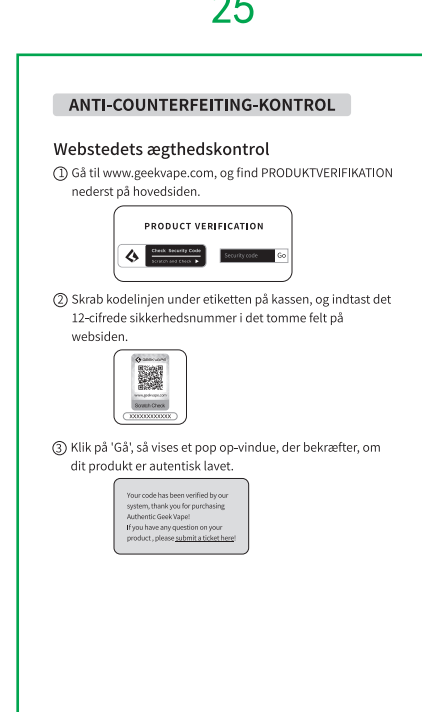 25
ANTI-COUNTERFEITING-KONTROL
Webstedets ægthedskontrol
① Gå til www.geekvape.com, og find PRODUKTVERIFIKATION
nederst på hovedsiden.
PRODUCT VERIFICATION
Check Security Code
Scratch and Check ▶
Security code Go
② Skrab kodelinjen under etiketten på kassen, og indtast det
12-cifrede sikkerhedsnummer i det tomme felt på
websiden.
GEEK VAPE
www.geekvape.com
Scratch Check
XXXXXXXXXXXX
③ Klik på 'Gå', så vises et pop op-vindue, der bekræfter, om
dit produkt er autentisk lavet.
Your code has been verified by our
system, thank you for purchasing
Authentic Geek Vape!
If you have any question on your
product , please submit a ticket here!